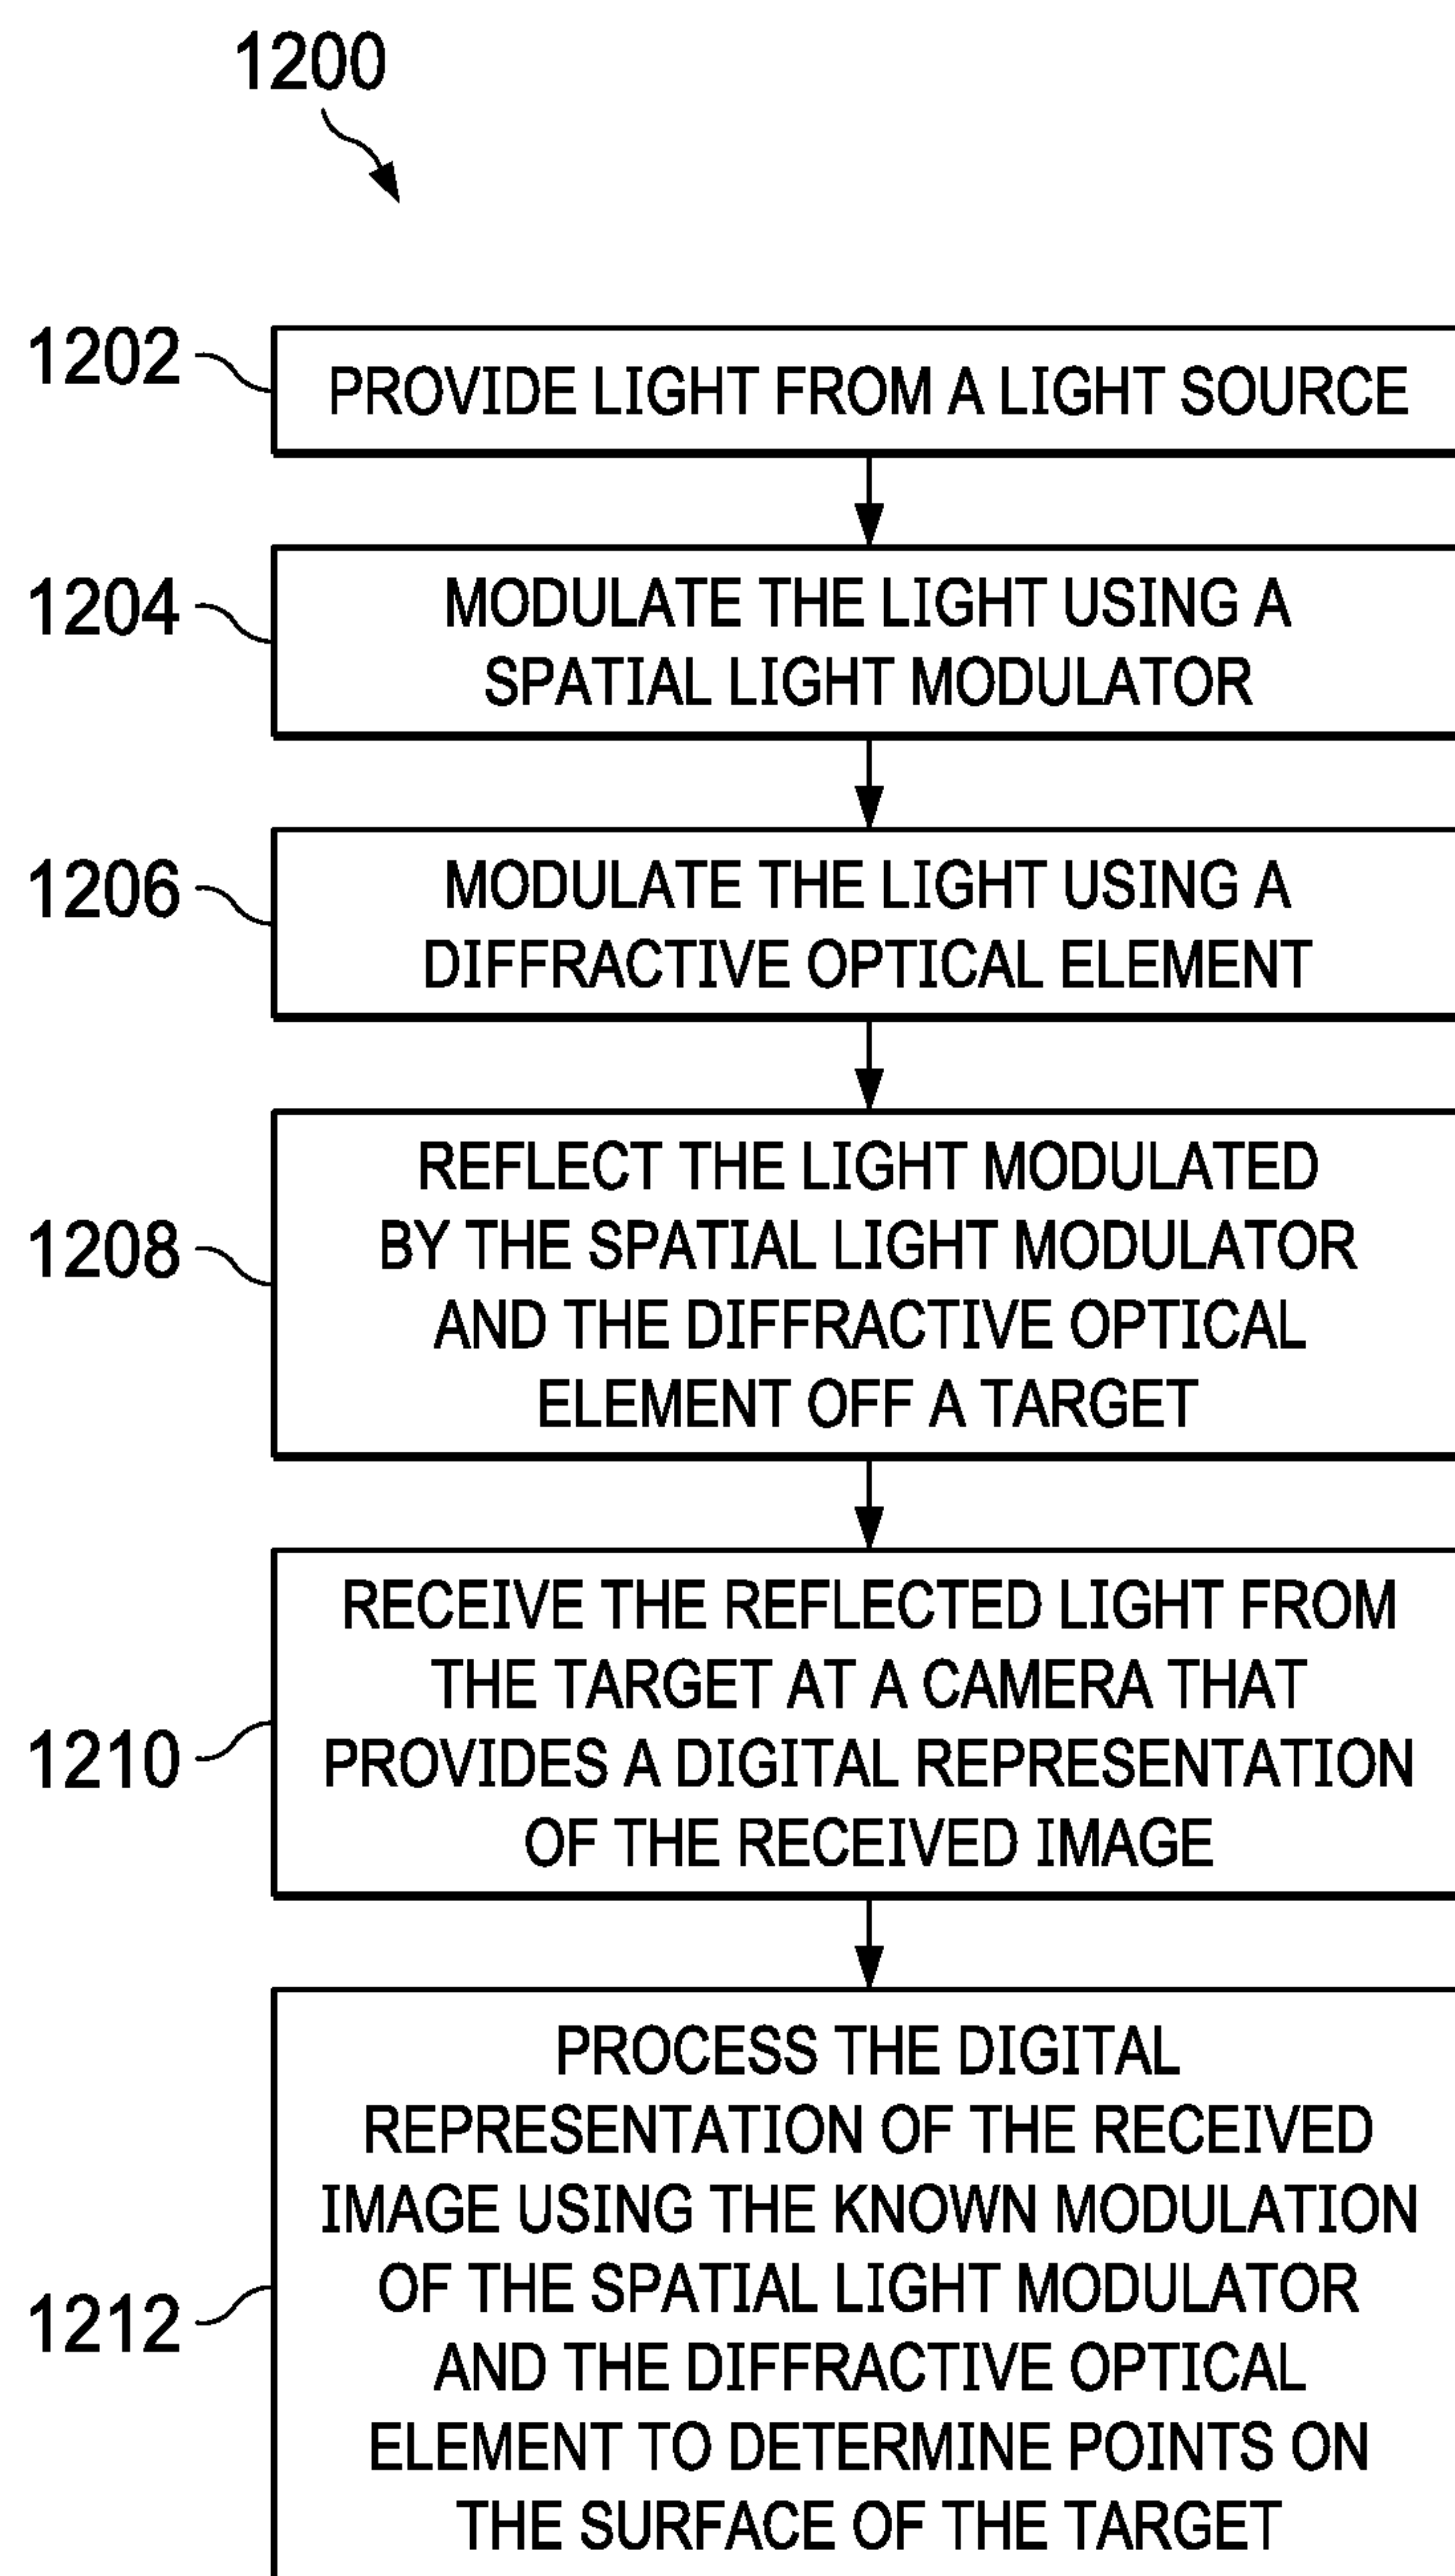 1200
1202
PROVIDE LIGHT FROM A LIGHT SOURCE
1204
MODULATE THE LIGHT USING A
SPATIAL LIGHT MODULATOR
1206
MODULATE THE LIGHT USING A
DIFFRACTIVE OPTICAL ELEMENT
1208
REFLECT THE LIGHT MODULATED
BY THE SPATIAL LIGHT MODULATOR
AND THE DIFFRACTIVE OPTICAL
ELEMENT OFF A TARGET
1210
RECEIVE THE REFLECTED LIGHT FROM
THE TARGET AT A CAMERA THAT
PROVIDES A DIGITAL REPRESENTATION
OF THE RECEIVED IMAGE
1212
PROCESS THE DIGITAL
REPRESENTATION OF THE RECEIVED
IMAGE USING THE KNOWN MODULATION
OF THE SPATIAL LIGHT MODULATOR
AND THE DIFFRACTIVE OPTICAL
ELEMENT TO DETERMINE POINTS ON
THE SURFACE OF THE TARGET